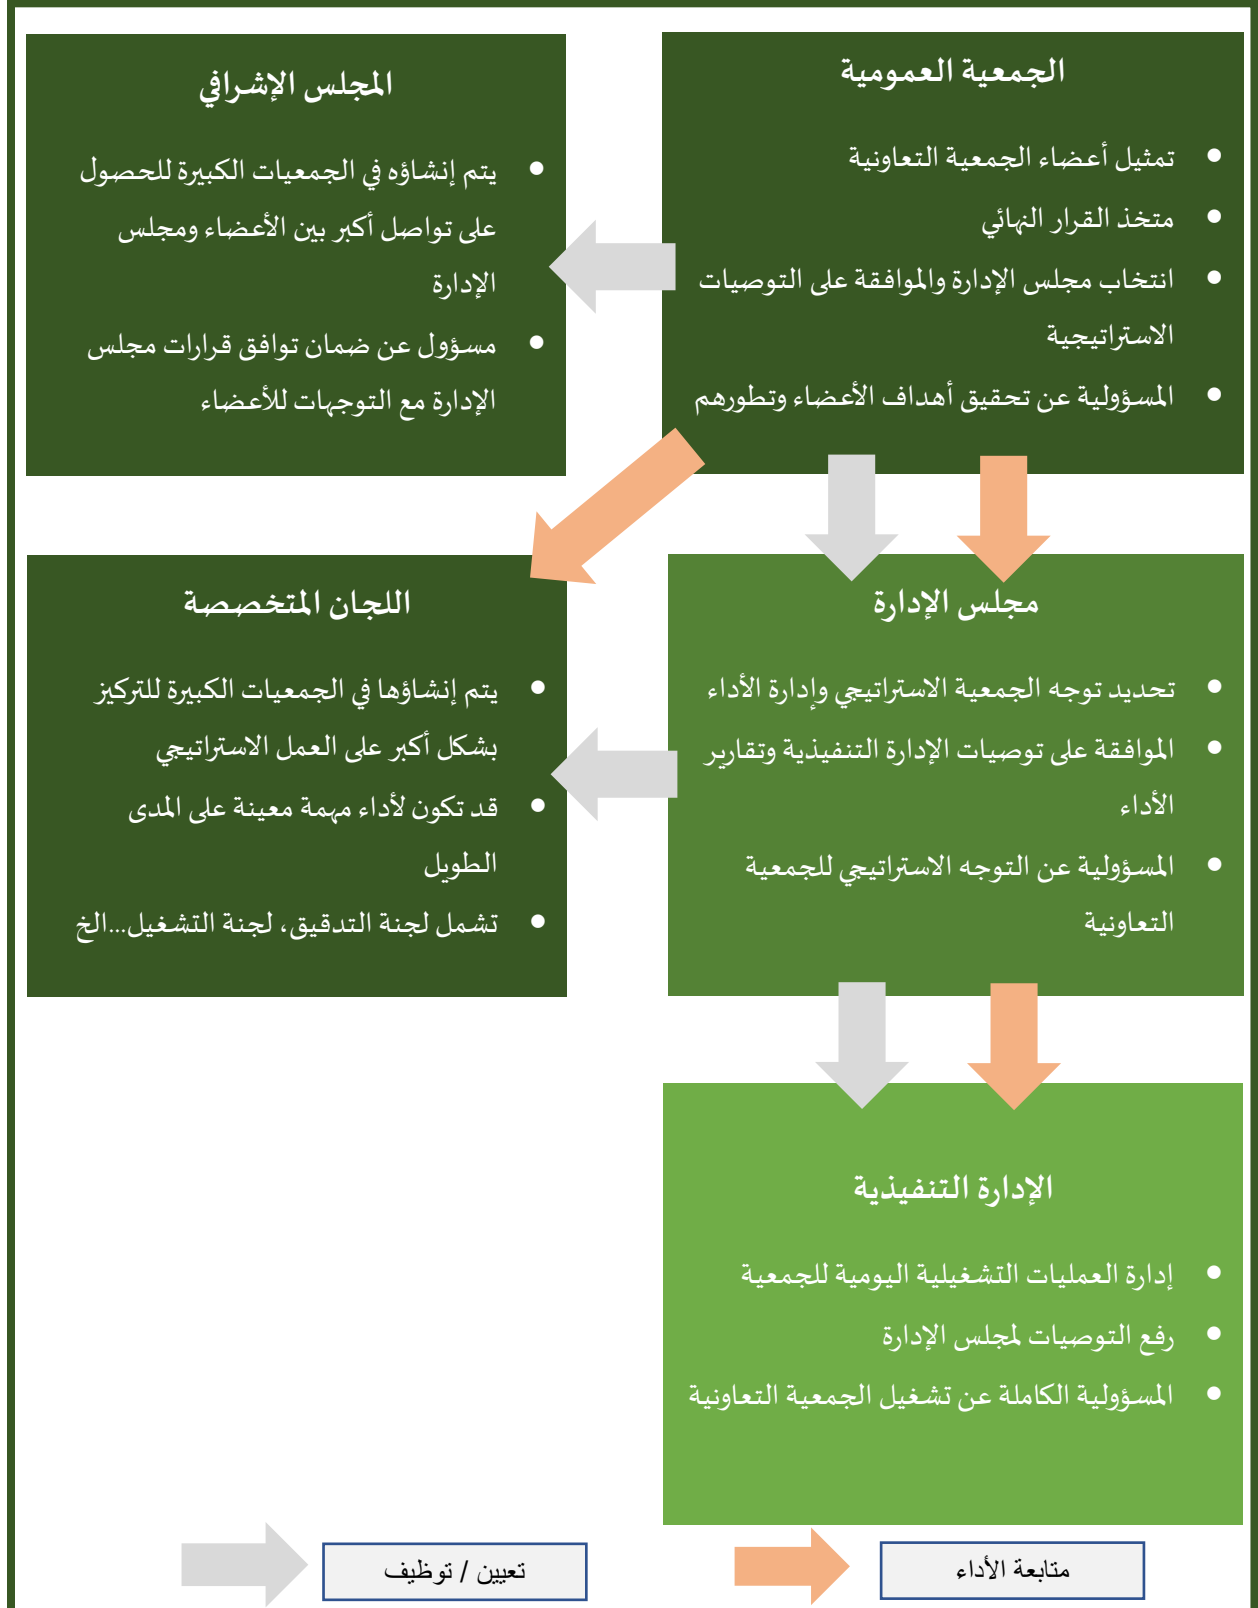 الجمعية العمومية
• تمثيل أعضاء الجمعية التعاونية
• متخذ القرار النهائي
• انتخاب مجلس الإدارة والموافقة على التوصيات
الاستراتيجية
• المسؤولية عن تحقيق أهداف الأعضاء وتطورهم
المجلس الإشرافي
• يتم إنشاؤه في الجمعيات الكبيرة للحصول
على تواصل أكبر بين الأعضاء ومجلس
الإدارة
• مسؤول عن ضمان توافق قرارات مجلس
الإدارة مع التوجهات للأعضاء
مجلس الإدارة
• تحديد توجه الجمعية الاستراتيجي وإدارة الأداء
• الموافقة على توصيات الإدارة التنفيذية وتقارير
الأداء
• المسؤولية عن التوجه الاستراتيجي للجمعية
التعاونية
اللجان المتخصصة
• يتم إنشاؤها في الجمعيات الكبيرة للتركيز
بشكل أكبر على العمل الاستراتيجي
• قد تكون لأداء مهمة معينة على المدى
الطويل
• تشمل لجنة التدقيق، لجنة التشغيل...الخ
الإدارة التنفيذية
• إدارة العمليات التشغيلية اليومية للجمعية
• رفع التوصيات لمجلس الإدارة
• المسؤولية الكاملة عن تشغيل الجمعية التعاونية
متابعة الأداء
تعيين / توظيف